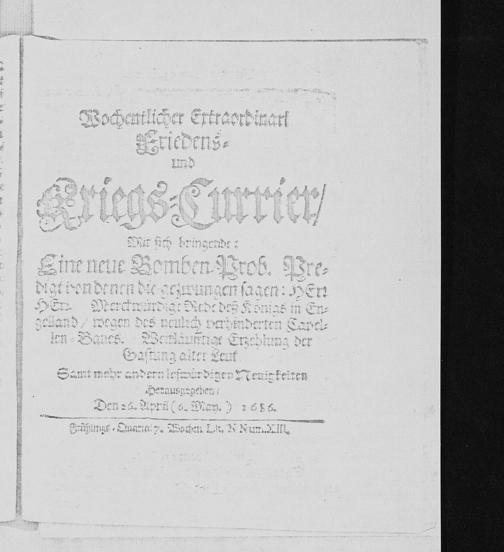 Wochentlicher Extraordinari
Friedens-
und
Kriegs-Currier/
Mit sich bringende:
Eine neue Bomben-Prob. Pre-
digt von denen die gezwungen sagen: HErr
HErr. Merckwürdige Rede deß Königs in En-
gelland/ wegen des neulich verhinderten Capel-
len-Baues. Weitläufftige Erzehlung der
Gastung alter Leut
Samt mehr andern leswürdigen Neuigkeiten
Herausgegeben/
Den 26. April (6. May.) 1686.
Frühlings-Quartal 7. Wochen Lit. N Num. XIII.